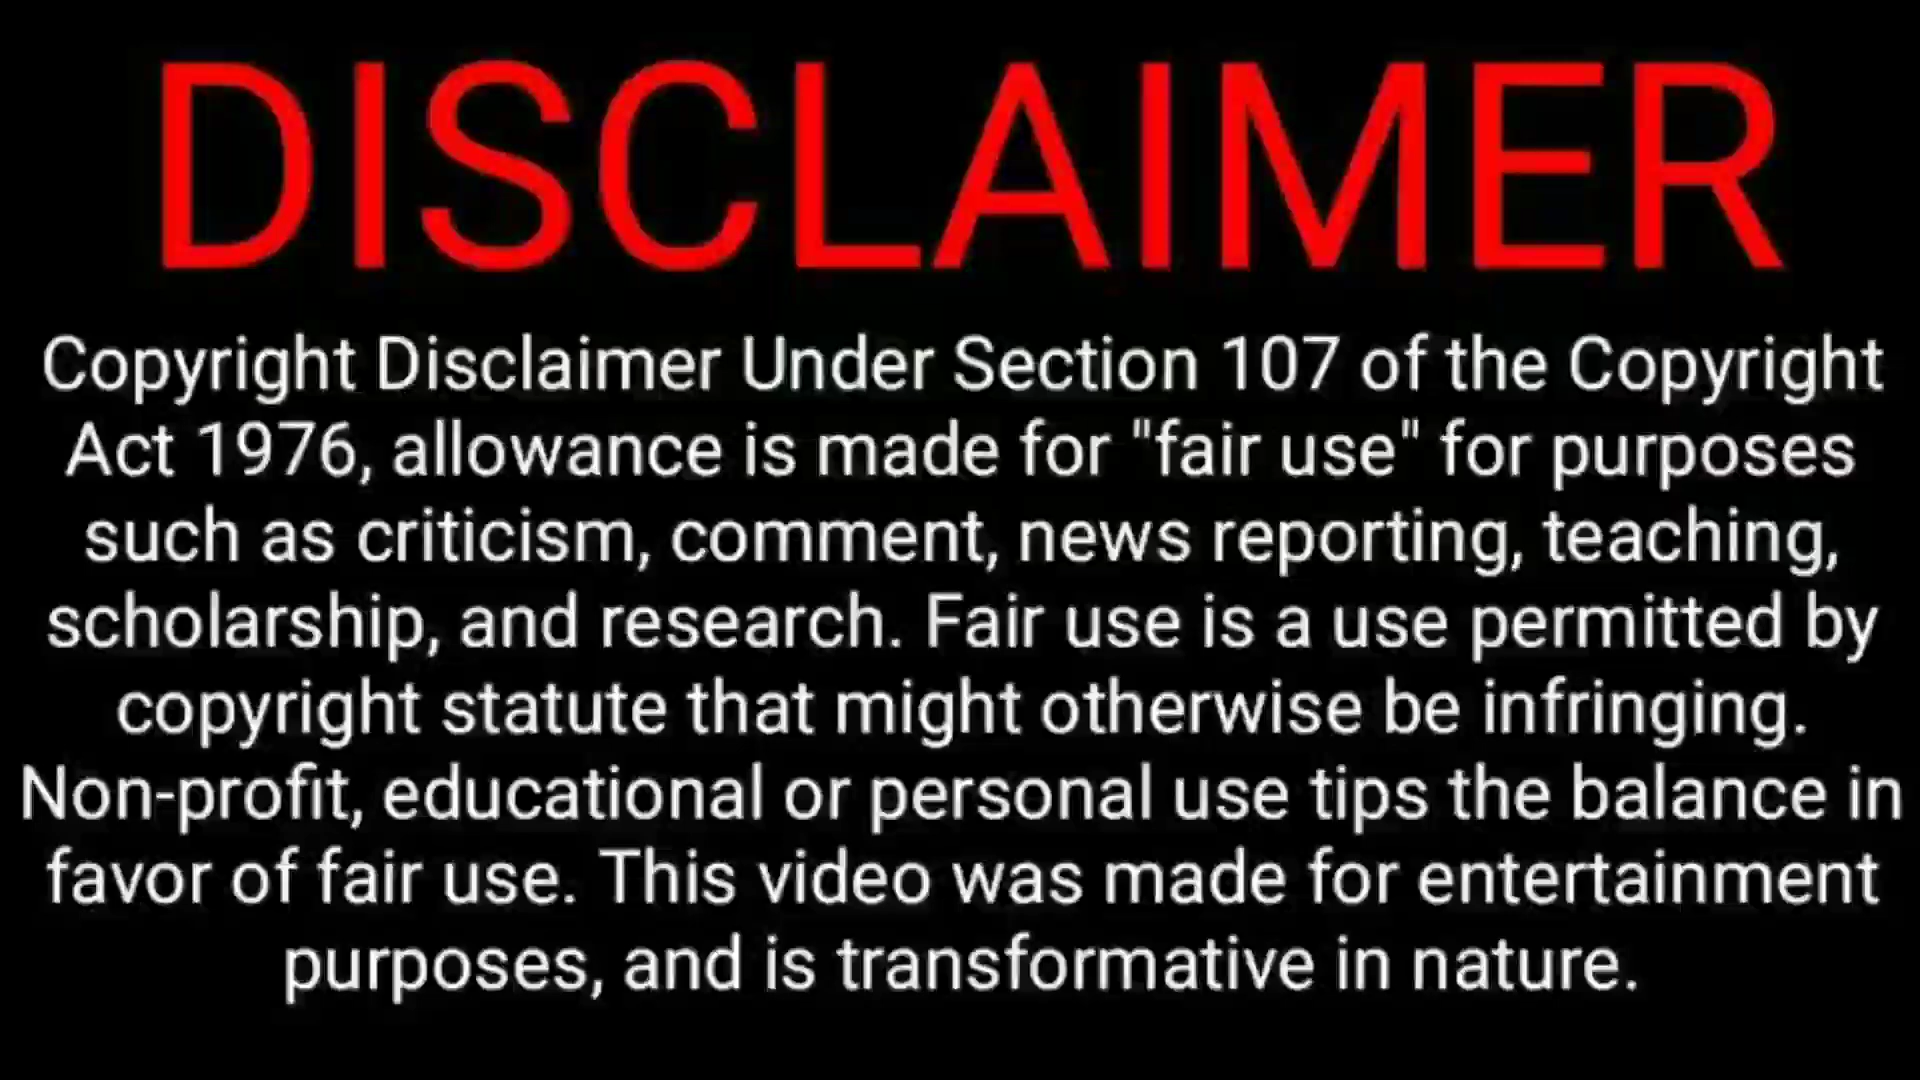 DISCLAIMER
Copyright Disclaimer Under Section 107 of the Copyright
Act 1976, allowance is made for "fair use" for purposes
such as criticism, comment, news reporting, teaching,
scholarship, and research. Fair use is a use permitted by
copyright statute that might otherwise be infringing.
Non-profit, educational or personal use tips the balance in
favor of fair use. This video was made for entertainment
purposes, and is transformative in nature.